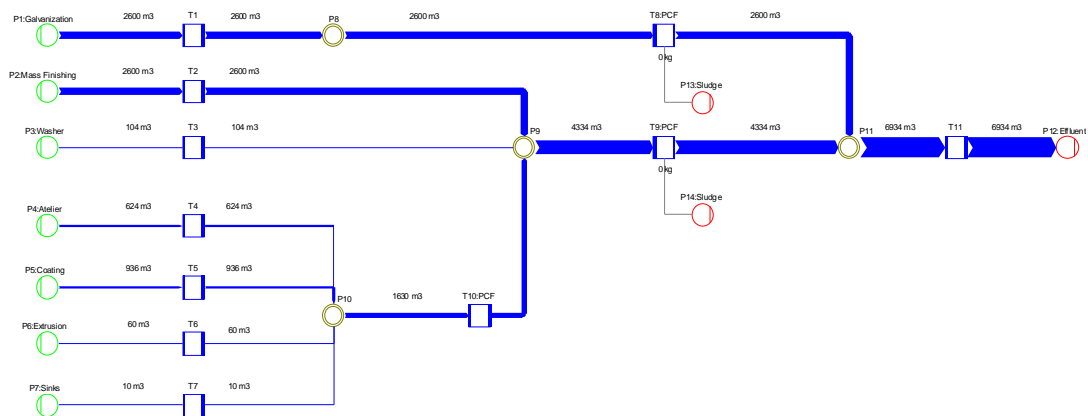 2600 m3 T1 2600 m3 P8 2600 m3 T8:PCF 2600 m3
P1:Galvanization
0 kg
P2:Mass Finishing 2600 m3 T2 2600 m3
P13:Sludge
P3:Washer 104 m3 T3 104 m3 P9 4334 m3 T9:PCF 4334 m3 P11 6934 m3 T11 6934 m3 P12:Effluent
0 kg
P14:Sludge
P4:Atelier 624 m3 T4 624 m3
P5:Coating 936 m3 T5 936 m3
P10 1630 m3 T10:PCF
P6:Extrusion 60 m3 T6 60 m3
P7:Sinks 10 m3 T7 10 m3